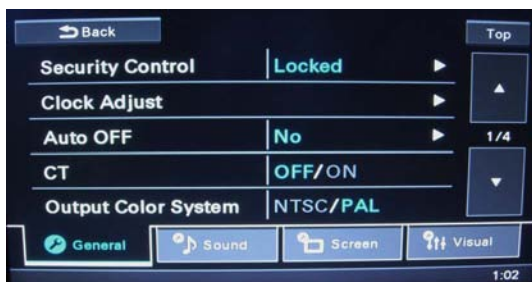 Back
Top
Security Control Locked
Clock Adjust
Auto OFF No
1/4
CT OFF/ON
Output Color System NTSC/PAL
General Sound Screen Visual
1:02